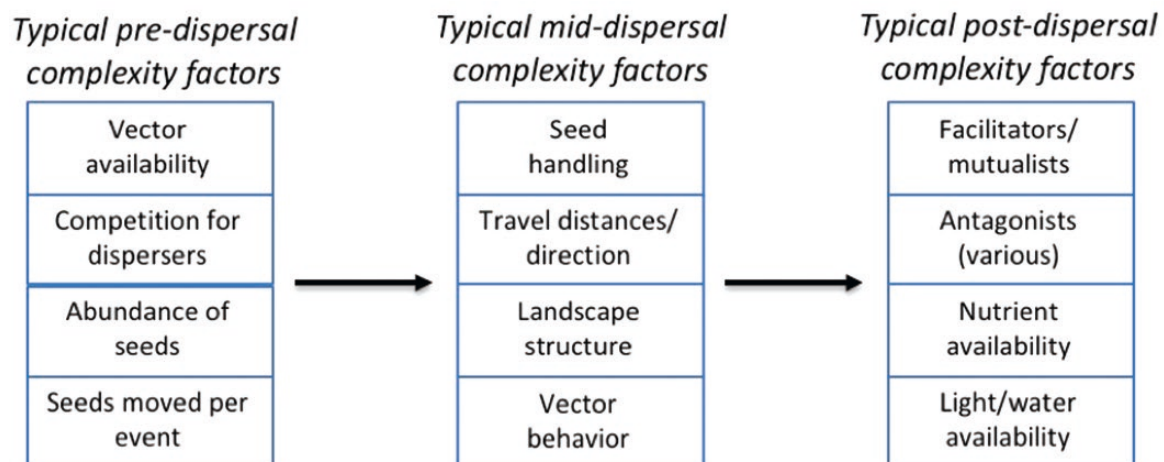 Typical pre-dispersal
complexity factors
Vector
availability
Competition for
dispersers
Abundance of
seeds
Seeds moved per
event
Typical mid-dispersal
complexity factors
Seed
handling
Travel distances/
direction
Landscape
structure
Vector
behavior
Typical post-dispersal
complexity factors
Facilitators/
mutualists
Antagonists
(various)
Nutrient
availability
Light/water
availability